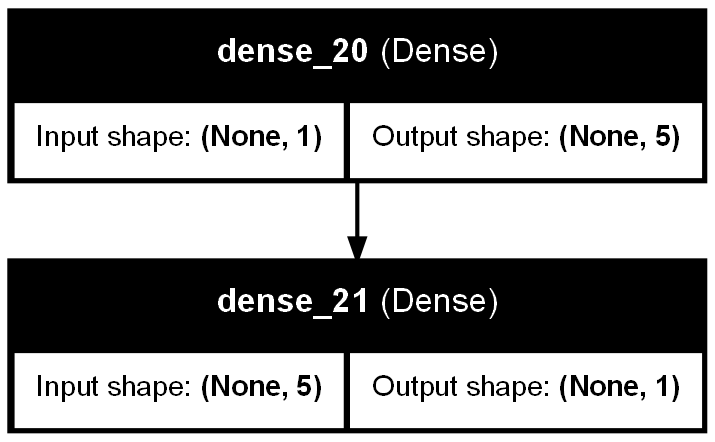 dense_20 (Dense)
Input shape: (None, 1) Output shape: (None, 5)
dense_21 (Dense)
Input shape: (None, 5) Output shape: (None, 1)